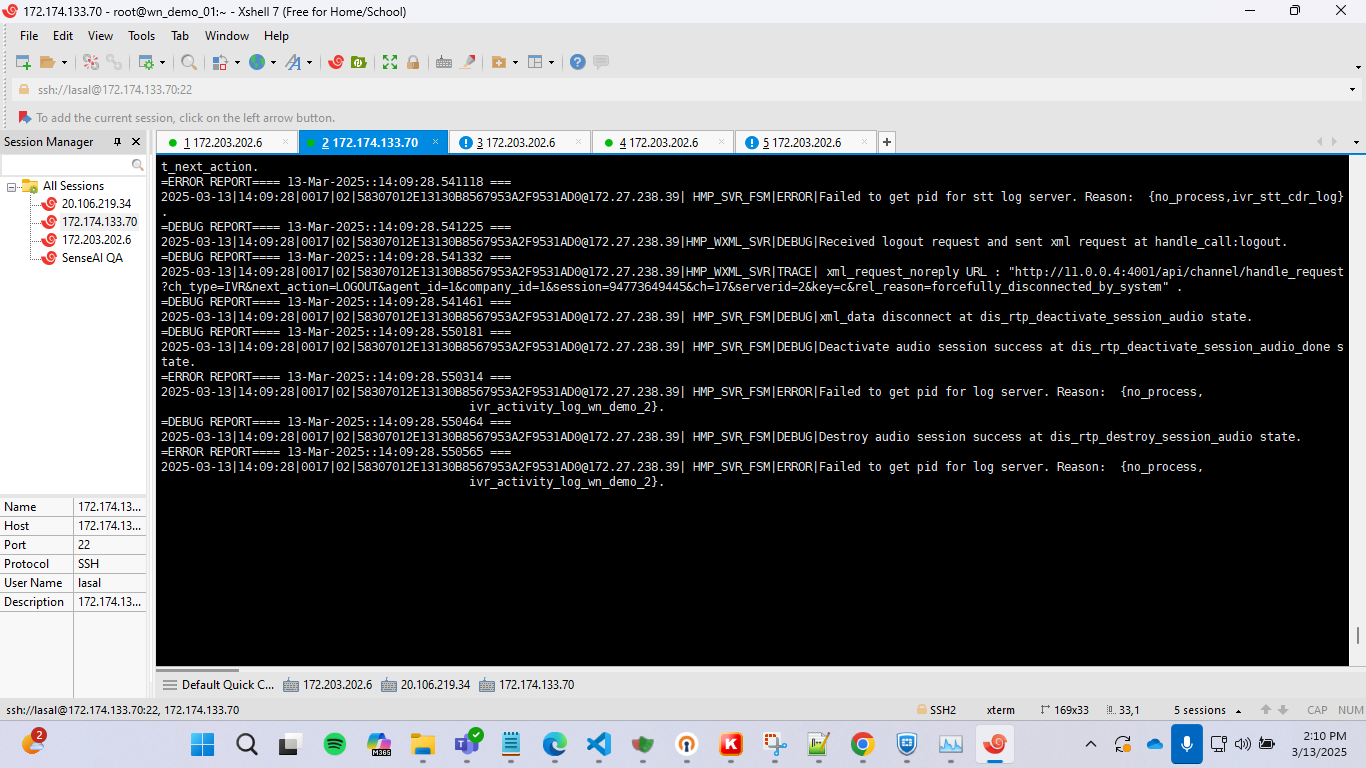 172.174.133.70 - root@wn_demo_01:~ - Xshell 7 (Free for Home/School)
File Edit View Tools Tab Window Help
ssh://lasal@172.174.133.70:22
To add the current session, click on the left arrow button.
Session Manager
1 172.203.202.6
2 172.174.133.70
3 172.203.202.6
4 172.203.202.6
5 172.203.202.6
All Sessions
20.106.219.34
172.174.133.70
172.203.202.6
SenseAI QA
Name 172.174.13...
Host 172.174.13...
Port 22
Protocol SSH
User Name lasal
Description 172.174.13...
t_next_action.
=ERROR REPORT==== 13-Mar-2025::14:09:28.541118 ===
2025-03-13|14:09:28|0017|02|58307012E13130B8567953A2F9531AD0@172.27.238.39| HMP_SVR_FSM|ERROR|Failed to get pid for stt log server. Reason:  {no_process,ivr_stt_cdr_log}
.
=DEBUG REPORT==== 13-Mar-2025::14:09:28.541225 ===
2025-03-13|14:09:28|0017|02|58307012E13130B8567953A2F9531AD0@172.27.238.39|HMP_WXML_SVR|DEBUG|Received logout request and sent xml request at handle_call:logout.
=DEBUG REPORT==== 13-Mar-2025::14:09:28.541332 ===
2025-03-13|14:09:28|0017|02|58307012E13130B8567953A2F9531AD0@172.27.238.39|HMP_WXML_SVR|TRACE| xml_request_noreply URL : "http://11.0.0.4:4001/api/channel/handle_request
?ch_type=IVR&next_action=LOGOUT&agent_id=1&company_id=1&session=94773649445&ch=17&serverid=2&key=c&rel_reason=forcefully_disconnected_by_system" .
=DEBUG REPORT==== 13-Mar-2025::14:09:28.541461 ===
2025-03-13|14:09:28|0017|02|58307012E13130B8567953A2F9531AD0@172.27.238.39| HMP_SVR_FSM|DEBUG|xml_data disconnect at dis_rtp_deactivate_session_audio state.
=DEBUG REPORT==== 13-Mar-2025::14:09:28.550181 ===
2025-03-13|14:09:28|0017|02|58307012E13130B8567953A2F9531AD0@172.27.238.39| HMP_SVR_FSM|DEBUG|Deactivate audio session success at dis_rtp_deactivate_session_audio_done s
tate.
=ERROR REPORT==== 13-Mar-2025::14:09:28.550314 ===
2025-03-13|14:09:28|0017|02|58307012E13130B8567953A2F9531AD0@172.27.238.39| HMP_SVR_FSM|ERROR|Failed to get pid for log server. Reason:  {no_process,
ivr_activity_log_wn_demo_2}.
=DEBUG REPORT==== 13-Mar-2025::14:09:28.550464 ===
2025-03-13|14:09:28|0017|02|58307012E13130B8567953A2F9531AD0@172.27.238.39| HMP_SVR_FSM|DEBUG|Destroy audio session success at dis_rtp_destroy_session_audio state.
=ERROR REPORT==== 13-Mar-2025::14:09:28.550565 ===
2025-03-13|14:09:28|0017|02|58307012E13130B8567953A2F9531AD0@172.27.238.39| HMP_SVR_FSM|ERROR|Failed to get pid for log server. Reason:  {no_process,
ivr_activity_log_wn_demo_2}.
Default Quick C... 172.203.202.6 20.106.219.34 172.174.133.70
ssh://lasal@172.174.133.70:22, 172.174.133.70 SSH2 xterm 169x33 33,1 5 sessions CAP NUM
2
M365
2:10 PM
3/13/2025